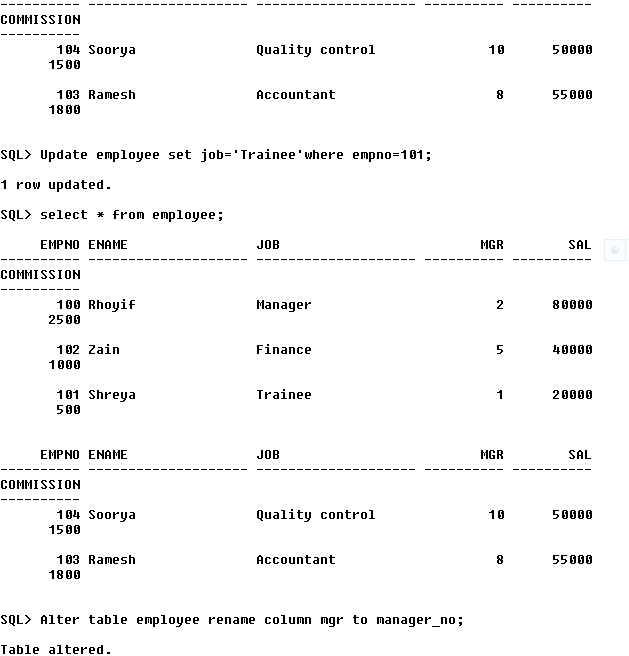 ---------- -------------------- -------------------- ---------- ----------
COMMISSION
----------
       104 Soorya               Quality control              10      50000
      1500

       103 Ramesh               Accountant                    8      55000
      1800

SQL> Update employee set job='Trainee'where empno=101;

1 row updated.

SQL> select * from employee;

     EMPNO ENAME                JOB                         MGR        SAL
---------- -------------------- -------------------- ---------- ----------
COMMISSION
----------
       100 Rhoyif               Manager                       2      80000
      2500

       102 Zain                 Finance                       5      40000
      1000

       101 Shreya               Trainee                       1      20000
       500

     EMPNO ENAME                JOB                         MGR        SAL
---------- -------------------- -------------------- ---------- ----------
COMMISSION
----------
       104 Soorya               Quality control              10      50000
      1500

       103 Ramesh               Accountant                    8      55000
      1800

SQL> Alter table employee rename column mgr to manager_no;

Table altered.